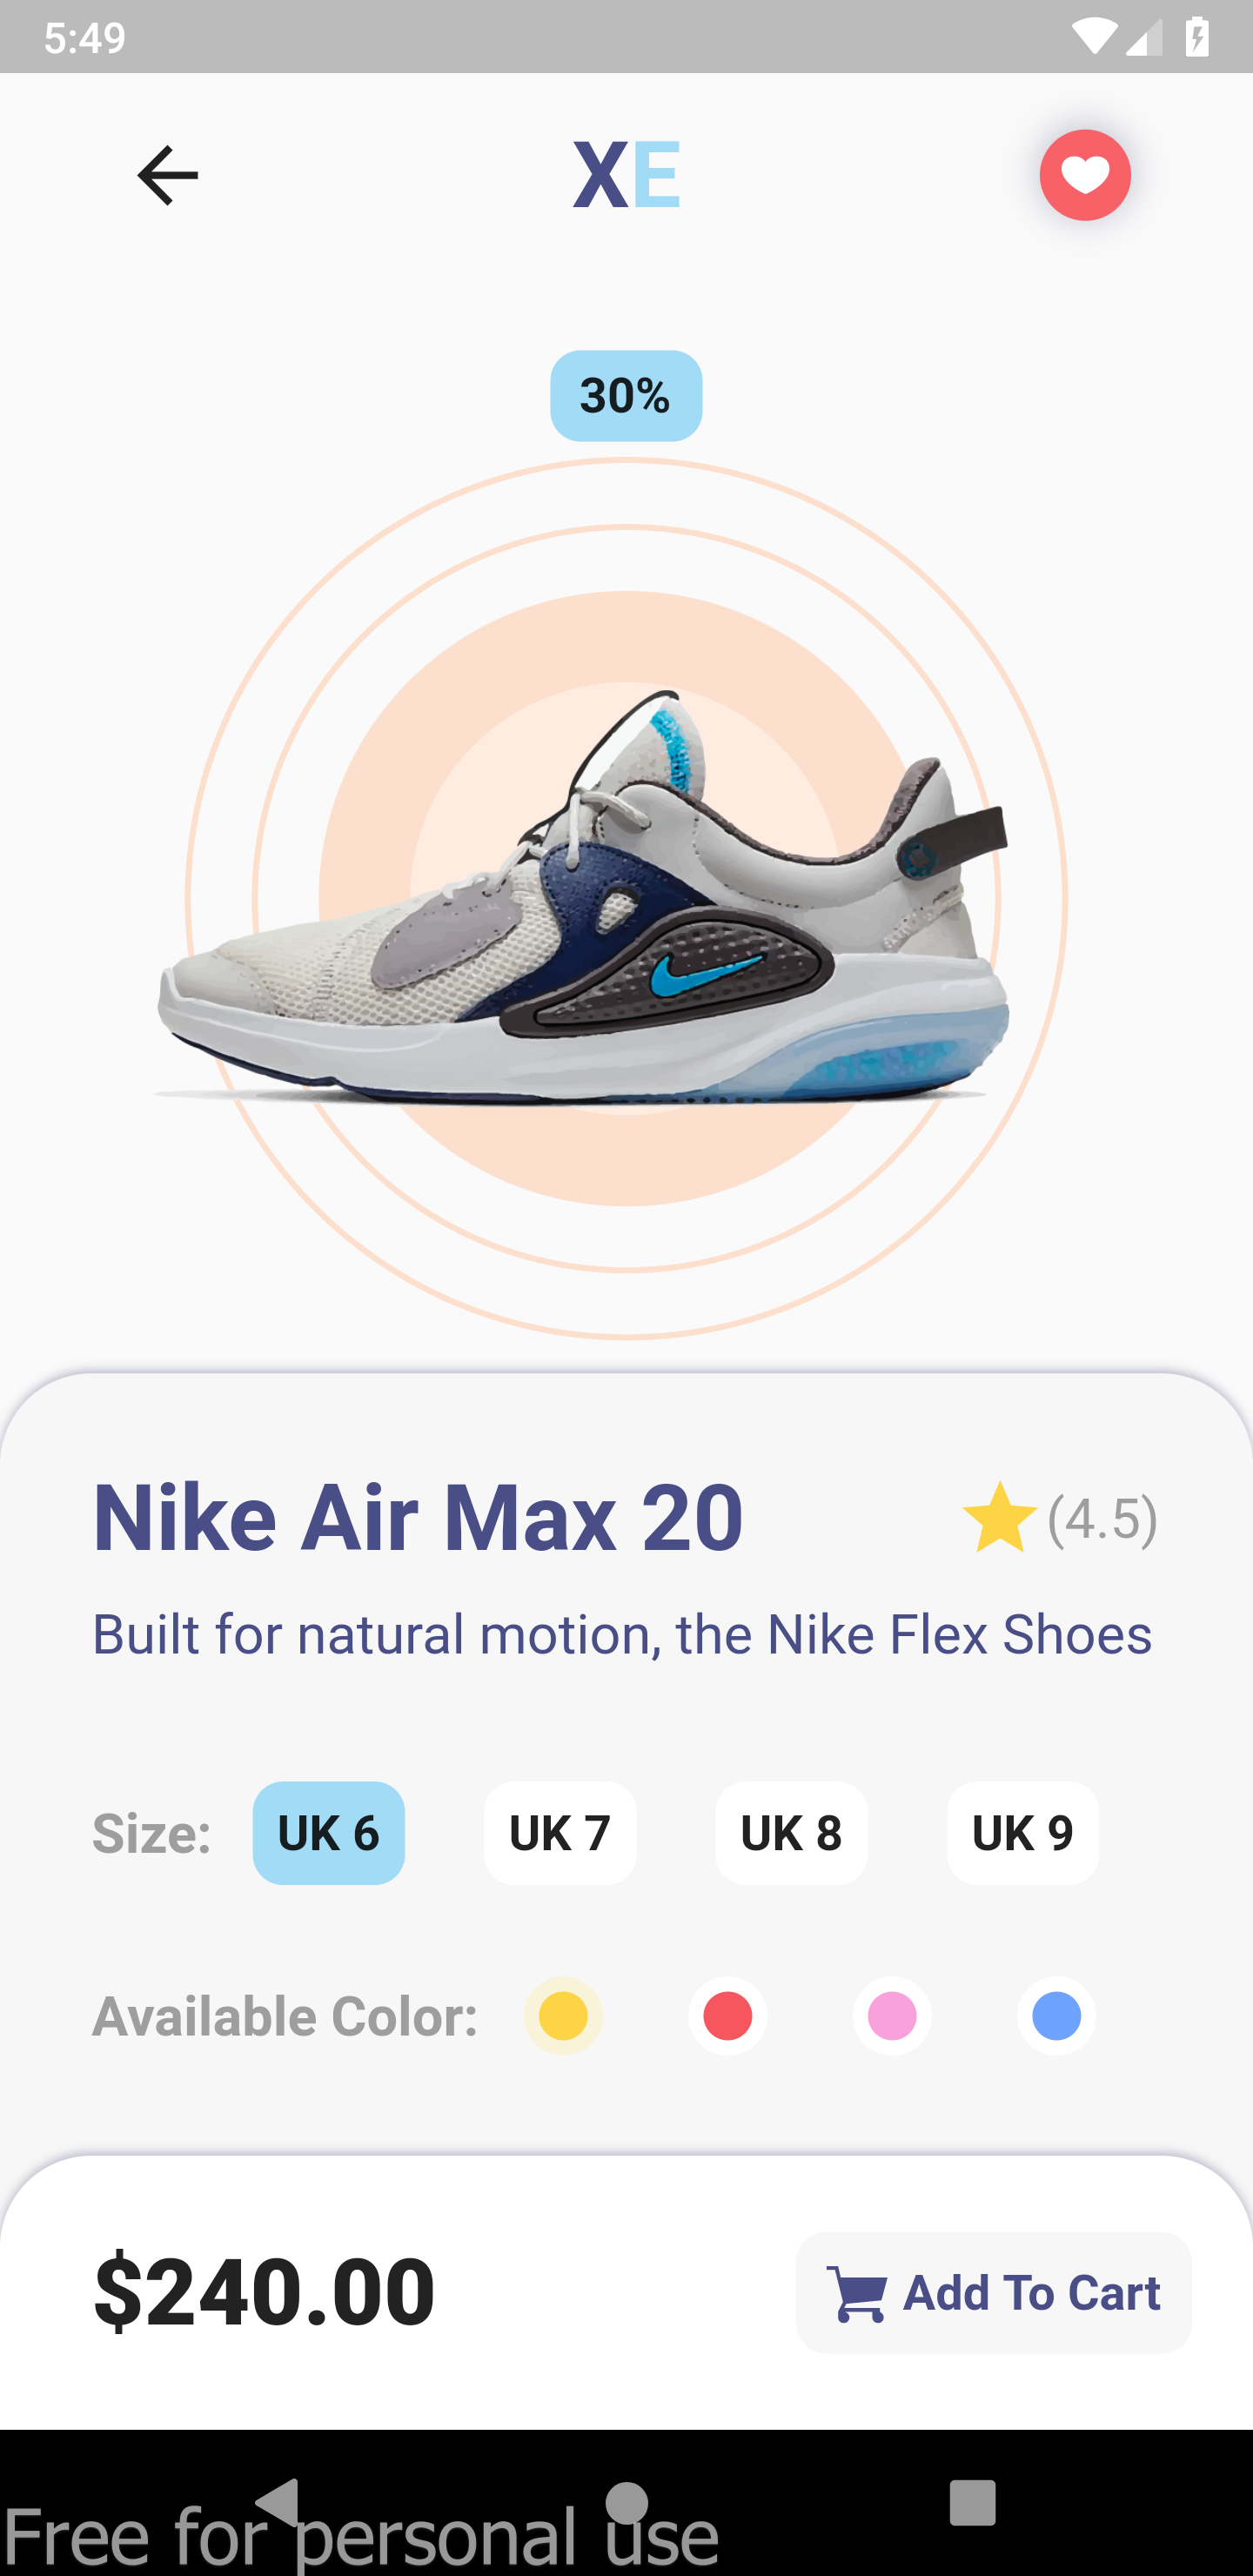 5:49
XE
30%
Nike Air Max 20
(4.5)
Built for natural motion, the Nike Flex Shoes
Size: UK 6 UK 7 UK 8 UK 9
Available Color:
$240.00
Add To Cart
Free for personal use